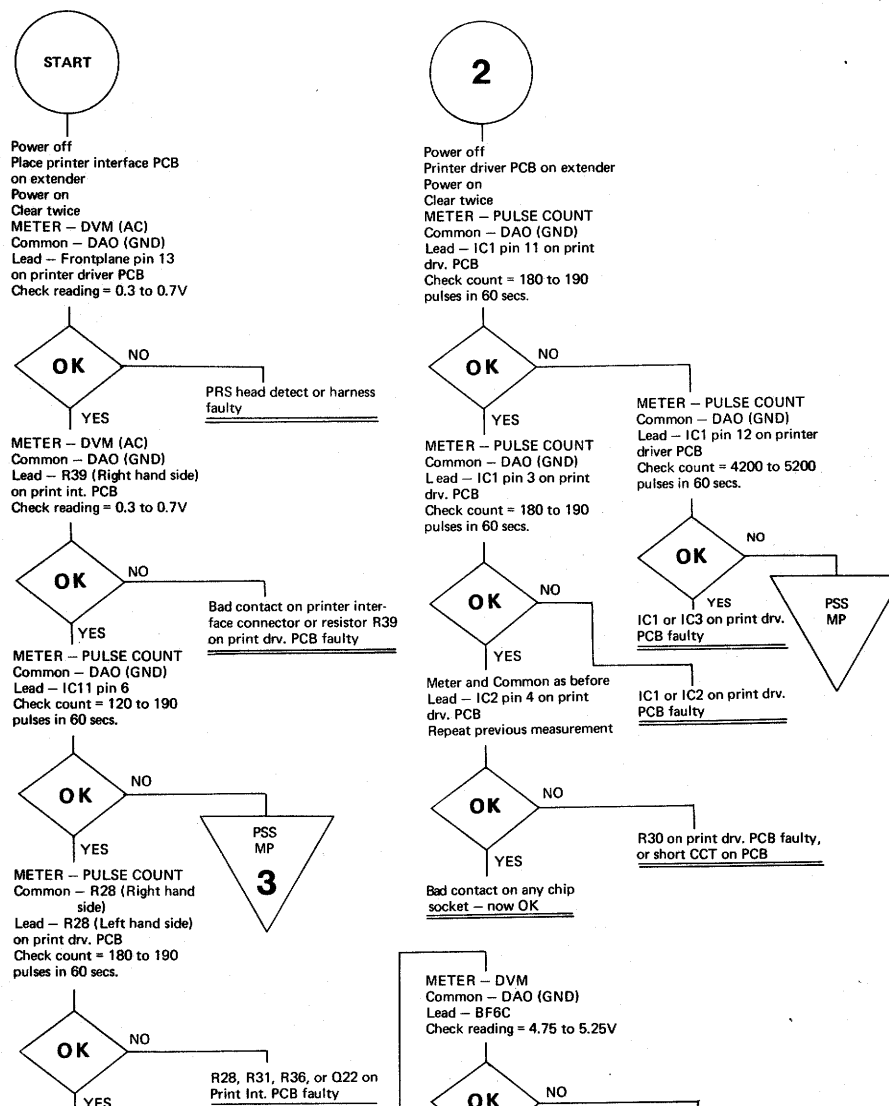 START
Power off
Place printer interface PCB
on extender
Power on
Clear twice
METER – DVM (AC)
Common – DAO (GND)
Lead – Frontplane pin 13
on printer driver PCB
Check reading = 0.3 to 0.7V
OK
NO
PRS head detect or harness
faulty
YES
METER – DVM (AC)
Common – DAO (GND)
Lead – R39 (Right hand side)
on print int. PCB
Check reading = 0.3 to 0.7V
OK
NO
Bad contact on printer inter-
face connector or resistor R39
on print drv. PCB faulty
YES
METER – PULSE COUNT
Common – DAO (GND)
Lead – IC11 pin 6
Check count = 120 to 190
pulses in 60 secs.
OK
NO
PSS
MP
3
YES
METER – PULSE COUNT
Common – R28 (Right hand
side)
Lead – R28 (Left hand side)
on print drv. PCB
Check count = 180 to 190
pulses in 60 secs.
OK
NO
R28, R31, R36, or Q22 on
Print Int. PCB faulty
YES
2
Power off
Printer driver PCB on extender
Power on
Clear twice
METER – PULSE COUNT
Common – DAO (GND)
Lead – IC1 pin 11 on print
drv. PCB
Check count = 180 to 190
pulses in 60 secs.
OK
NO
METER – PULSE COUNT
Common – DAO (GND)
Lead – IC1 pin 12 on printer
driver PCB
Check count = 4200 to 5200
pulses in 60 secs.
OK
NO
PSS
MP
YES
IC1 or IC3 on print drv.
PCB faulty
YES
METER – PULSE COUNT
Common – DAO (GND)
Lead – IC1 pin 3 on print
drv. PCB
Check count = 180 to 190
pulses in 60 secs.
OK
NO
IC1 or IC2 on print drv.
PCB faulty
YES
Meter and Common as before
Lead – IC2 pin 4 on print
drv. PCB
Repeat previous measurement
OK
NO
R30 on print drv. PCB faulty,
or short CCT on PCB
YES
Bad contact on any chip
socket – now OK
METER – DVM
Common – DAO (GND)
Lead – BF6C
Check reading = 4.75 to 5.25V
OK
NO